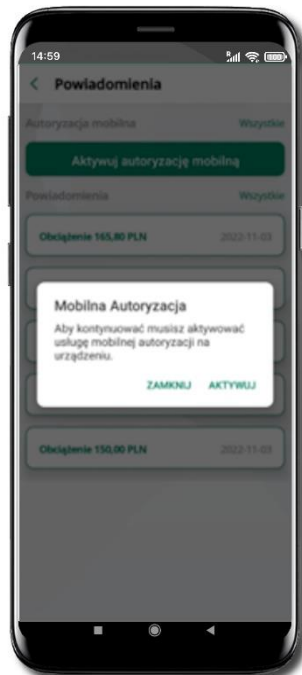 14:59
Powiadomienia
Autoryzacja mobilna Wszystkie
Aktywuj autoryzację mobilną
Powiadomienia Wszystkie
Obciążenie 165,80 PLN 2022-11-03
Mobilna Autoryzacja
Aby kontynuować musisz aktywować
usługę mobilnej autoryzacji na
urządzeniu.
ZAMKNIJ AKTYWUJ
Obciążenie 150,00 PLN 2022-11-03